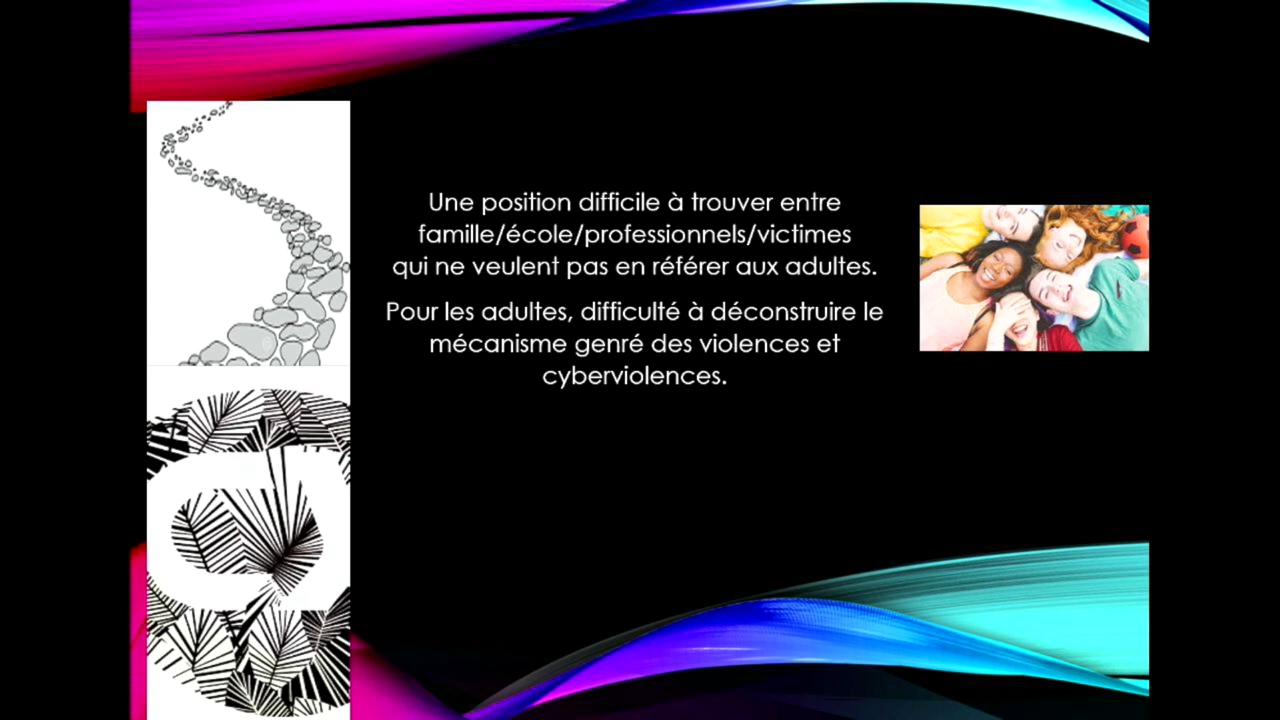 Une position difficile à trouver entre
famille/école/professionnels/victimes
qui ne veulent pas en référer aux adultes.
Pour les adultes, difficulté à déconstruire le
mécanisme genré des violences et
cyberviolences.